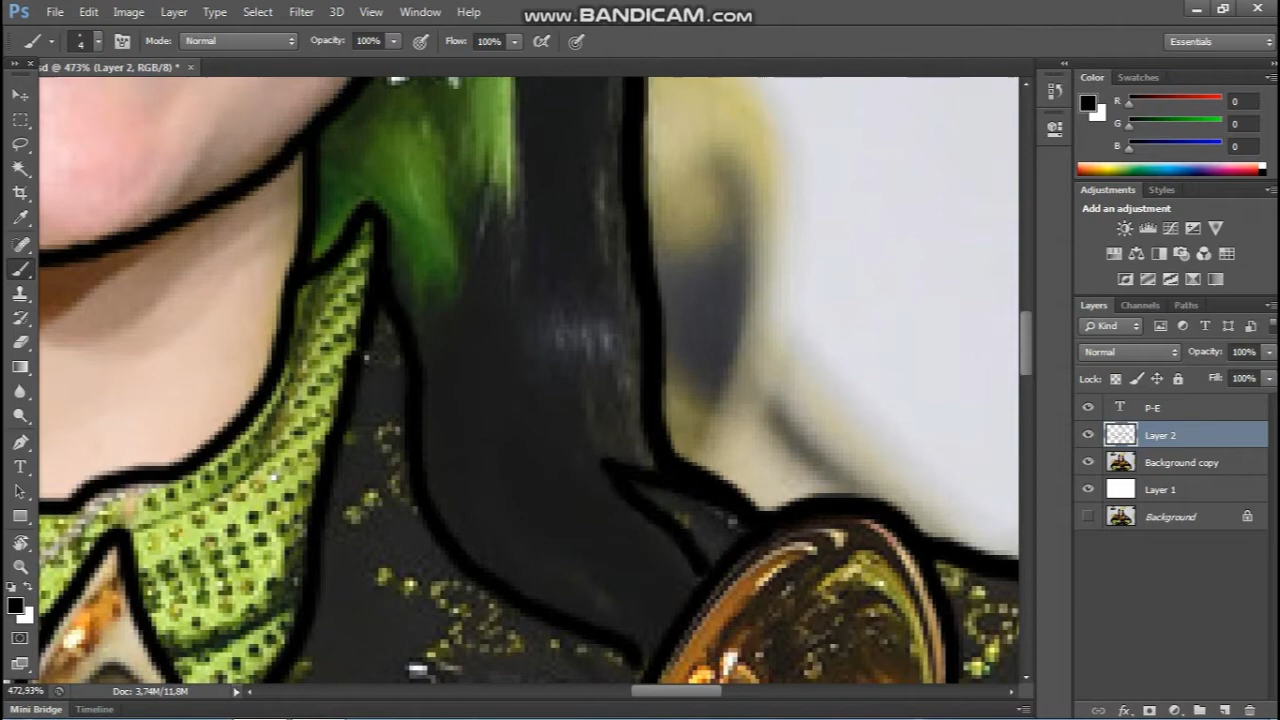 Ps File Edit Image Layer Type Select Filter 3D View Window Help
www.BANDICAM.com
4 Mode: Normal Opacity: 100% Flow: 100% Essentials
sd @ 473% (Layer 2, RGB/8) * ×
Color Swatches
R 0
G 0
B 0
Adjustments Styles
Add an adjustment
Layers Channels Paths
Kind
Normal Opacity: 100%
Lock: Fill: 100%
T P-E
Layer 2
Background copy
Layer 1
Background
472,93% Doc: 3,74M/11,8M
Mini Bridge Timeline